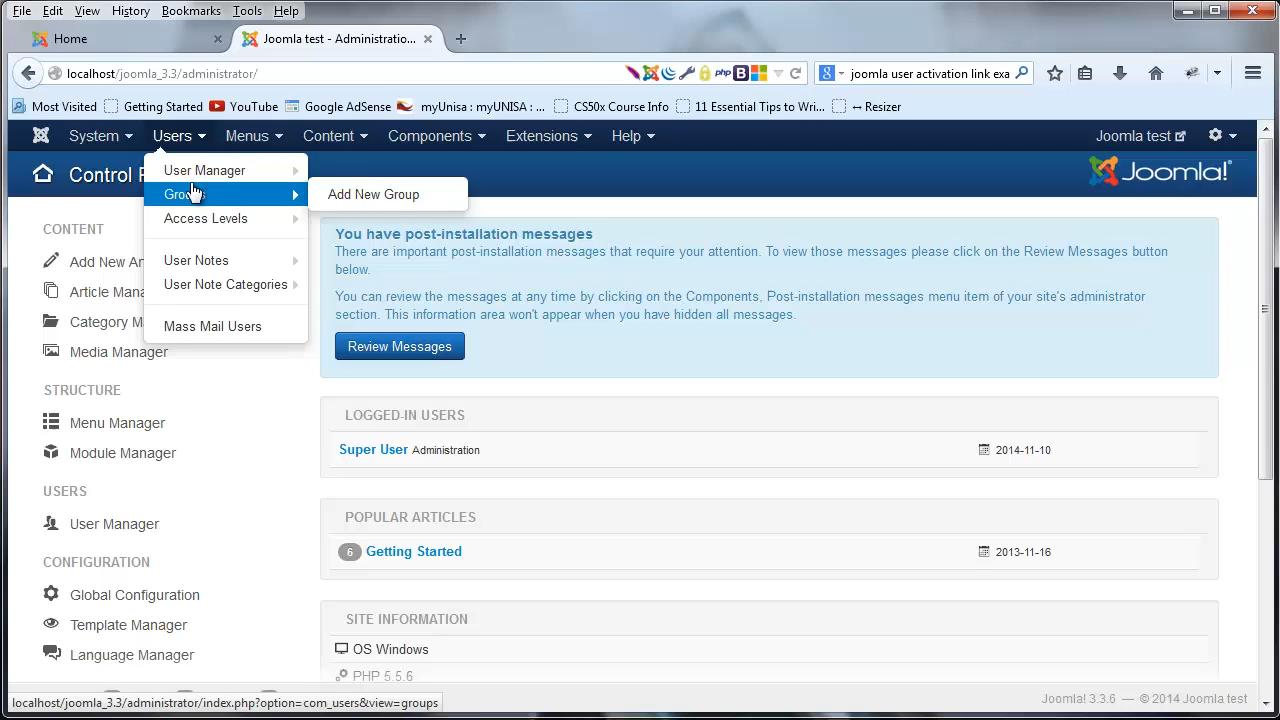 File Edit View History Bookmarks Tools Help
Home
Joomla test - Administratio...
localhost/joomla_3.3/administrator/
php
B
joomla user activation link exa
Most Visited Getting Started YouTube Google AdSense myUnisa : myUNISA : ... CS50x Course Info 11 Essential Tips to Wri... ↔ Resizer
System Users Menus Content Components Extensions Help Joomla test
User Manager
Control P
Joomla!®
Groups
Add New Group
Access Levels
User Notes
User Note Categories
Mass Mail Users
CONTENT
Add New Ar
Article Mana
Category M
Media Manager
STRUCTURE
Menu Manager
Module Manager
USERS
User Manager
CONFIGURATION
Global Configuration
Template Manager
Language Manager
You have post-installation messages
There are important post-installation messages that require your attention. To view those messages please click on the Review Messages button
below.
You can review the messages at any time by clicking on the Components, Post-installation messages menu item of your site's administrator
section. This information area won't appear when you have hidden all messages.
Review Messages
LOGGED-IN USERS
Super User Administration 2014-11-10
POPULAR ARTICLES
6 Getting Started 2013-11-16
SITE INFORMATION
OS Windows
PHP 5.5.6
localhost/joomla_3.3/administrator/index.php?option=com_users&view=groups
Joomla! 3.3.6 — © 2014 Joomla test